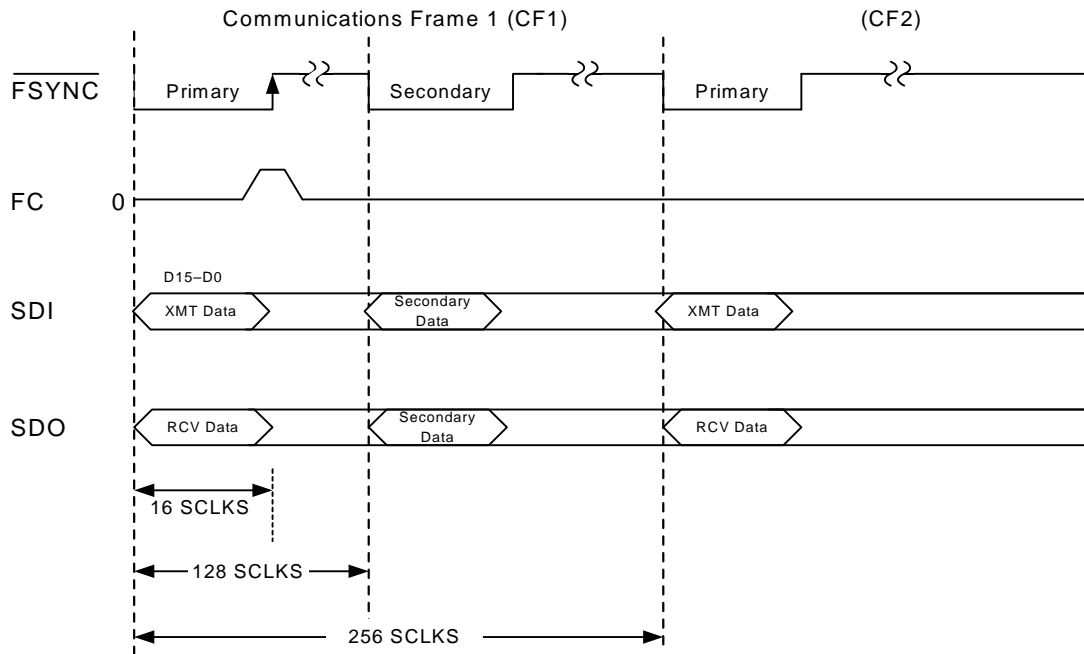 Communications Frame 1 (CF1) (CF2)
FSYNC Primary Secondary Primary
FC 0
D15–D0
SDI XMT Data Secondary Data XMT Data
SDO RCV Data Secondary Data RCV Data
16 SCLKS
128 SCLKS
256 SCLKS